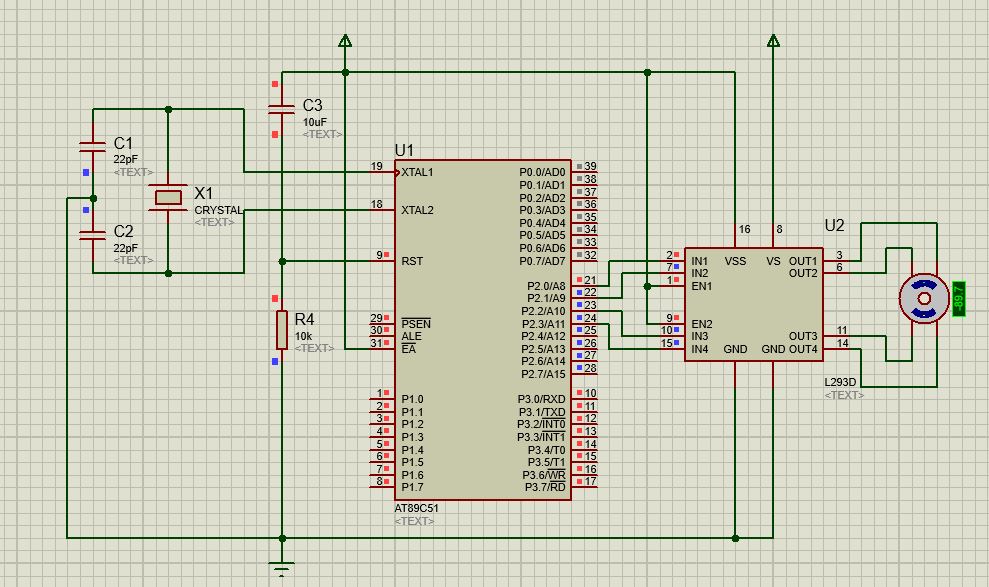 C3
10uF
<TEXT>
C1
22pF
<TEXT>
X1
CRYSTAL
<TEXT>
C2
22pF
<TEXT>
R4
10k
<TEXT>
U1
19 XTAL1
18 XTAL2
9 RST
29 PSEN
30 ALE
31 EA
1 P1.0
2 P1.1
3 P1.2
4 P1.3
5 P1.4
6 P1.5
7 P1.6
8 P1.7
P0.0/AD0 39
P0.1/AD1 38
P0.2/AD2 37
P0.3/AD3 36
P0.4/AD4 35
P0.5/AD5 34
P0.6/AD6 33
P0.7/AD7 32
P2.0/A8 21
P2.1/A9 22
P2.2/A10 23
P2.3/A11 24
P2.4/A12 25
P2.5/A13 26
P2.6/A14 27
P2.7/A15 28
P3.0/RXD 10
P3.1/TXD 11
P3.2/INT0 12
P3.3/INT1 13
P3.4/T0 14
P3.5/T1 15
P3.6/WR 16
P3.7/RD 17
AT89C51
<TEXT>
U2
16 8
VSS VS
2 IN1
7 IN2
1 EN1
9 EN2
10 IN3
15 IN4
OUT1 3
OUT2 6
OUT3 11
OUT4 14
GND GND
L293D
<TEXT>
-89.7